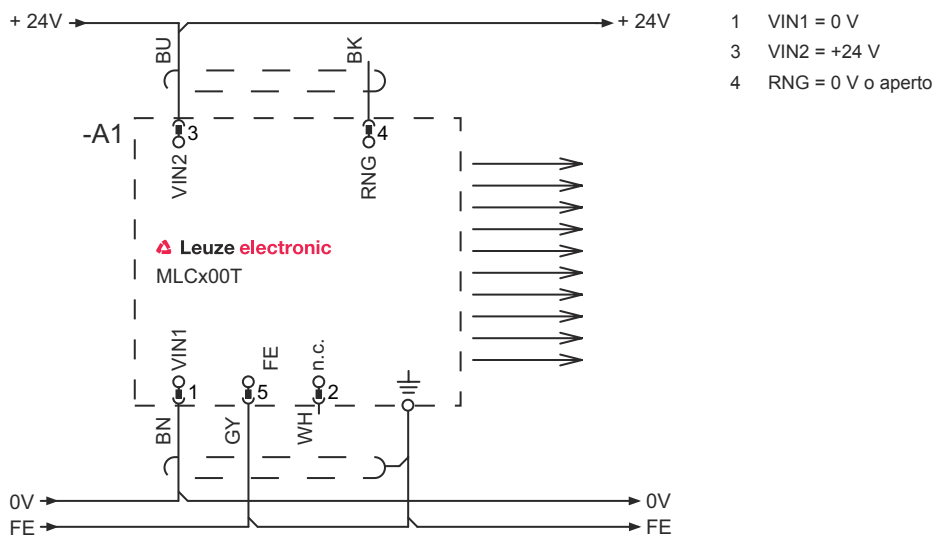 + 24V
+ 24V
BU
BK
-A1
3
4
VIN2
RNG
Leuze electronic
MLCx00T
VIN1
FE
n.c.
1
5
2
BN
GY
WH
0V
0V
FE
FE
1 VIN1 = 0 V
3 VIN2 = +24 V
4 RNG = 0 V o aperto